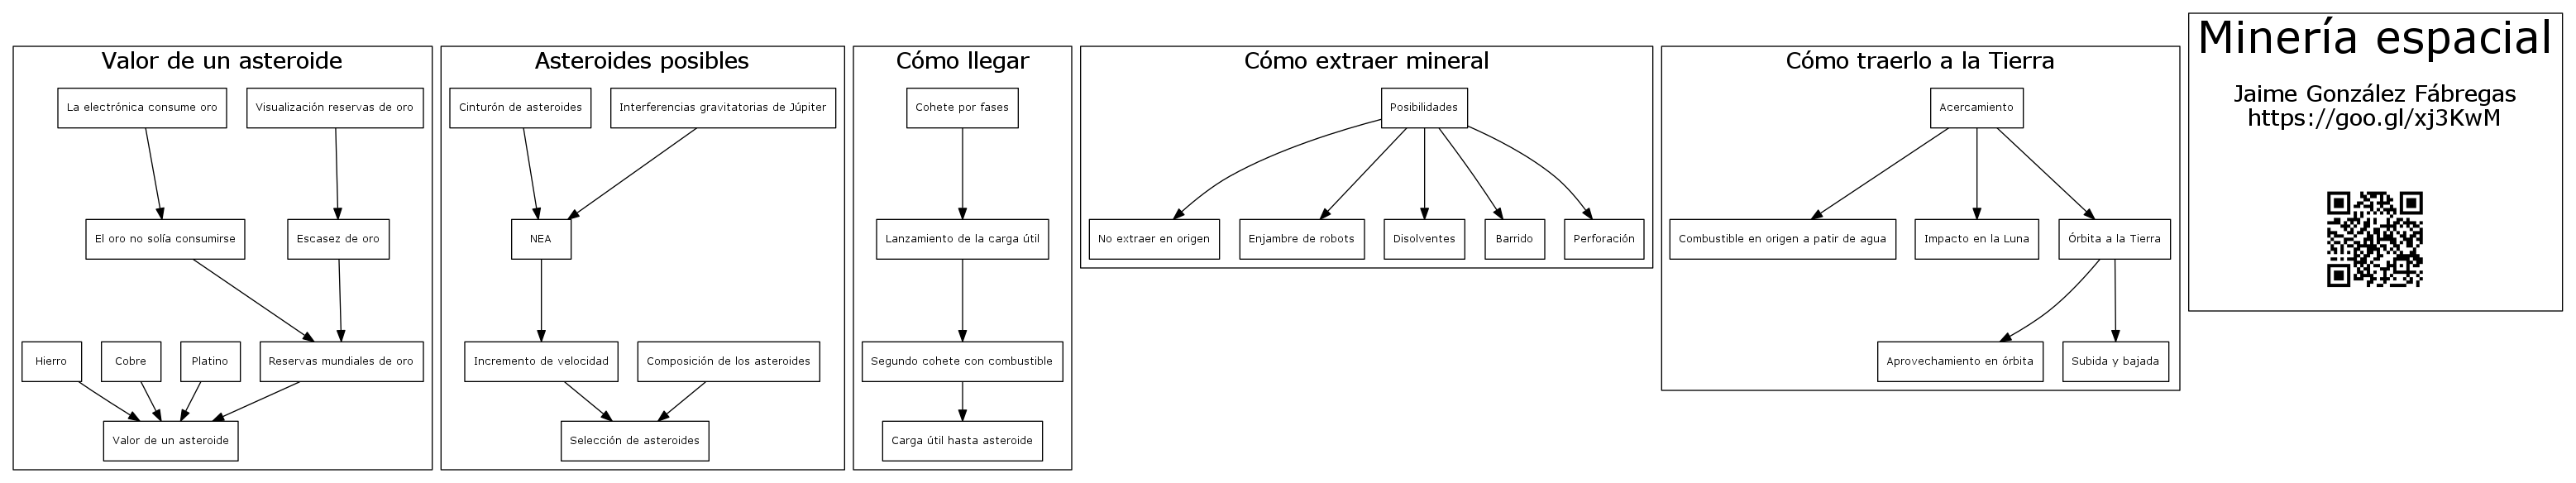 Valor de un asteroide
La electrónica consume oro
Visualización reservas de oro
El oro no solía consumirse
Escasez de oro
Hierro
Cobre
Platino
Reservas mundiales de oro
Valor de un asteroide
Asteroides posibles
Cinturón de asteroides
Interferencias gravitatorias de Júpiter
NEA
Incremento de velocidad
Composición de los asteroides
Selección de asteroides
Cómo llegar
Cohete por fases
Lanzamiento de la carga útil
Segundo cohete con combustible
Carga útil hasta asteroide
Cómo extraer mineral
Posibilidades
No extraer en origen
Enjambre de robots
Disolventes
Barrido
Perforación
Cómo traerlo a la Tierra
Acercamiento
Combustible en origen a patir de agua
Impacto en la Luna
Órbita a la Tierra
Aprovechamiento en órbita
Subida y bajada
Minería espacial
Jaime González Fábregas
https://goo.gl/xj3KwM